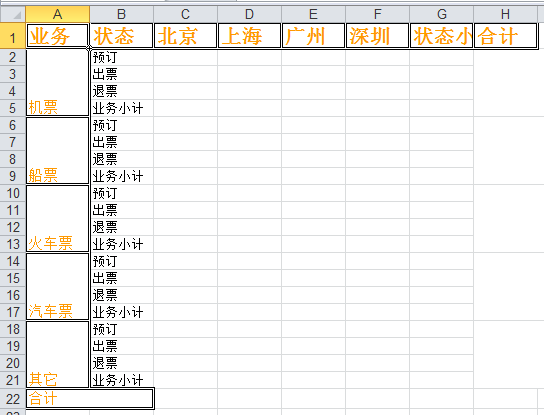 A B C D E F G H
1 业务 状态 北京 上海 广州 深圳 状态小 合计
2 预订
3 出票
4 退票
5 机票 业务小计
6 预订
7 出票
8 退票
9 船票 业务小计
10 预订
11 出票
12 退票
13 火车票 业务小计
14 预订
15 出票
16 退票
17 汽车票 业务小计
18 预订
19 出票
20 退票
21 其它 业务小计
22 合计